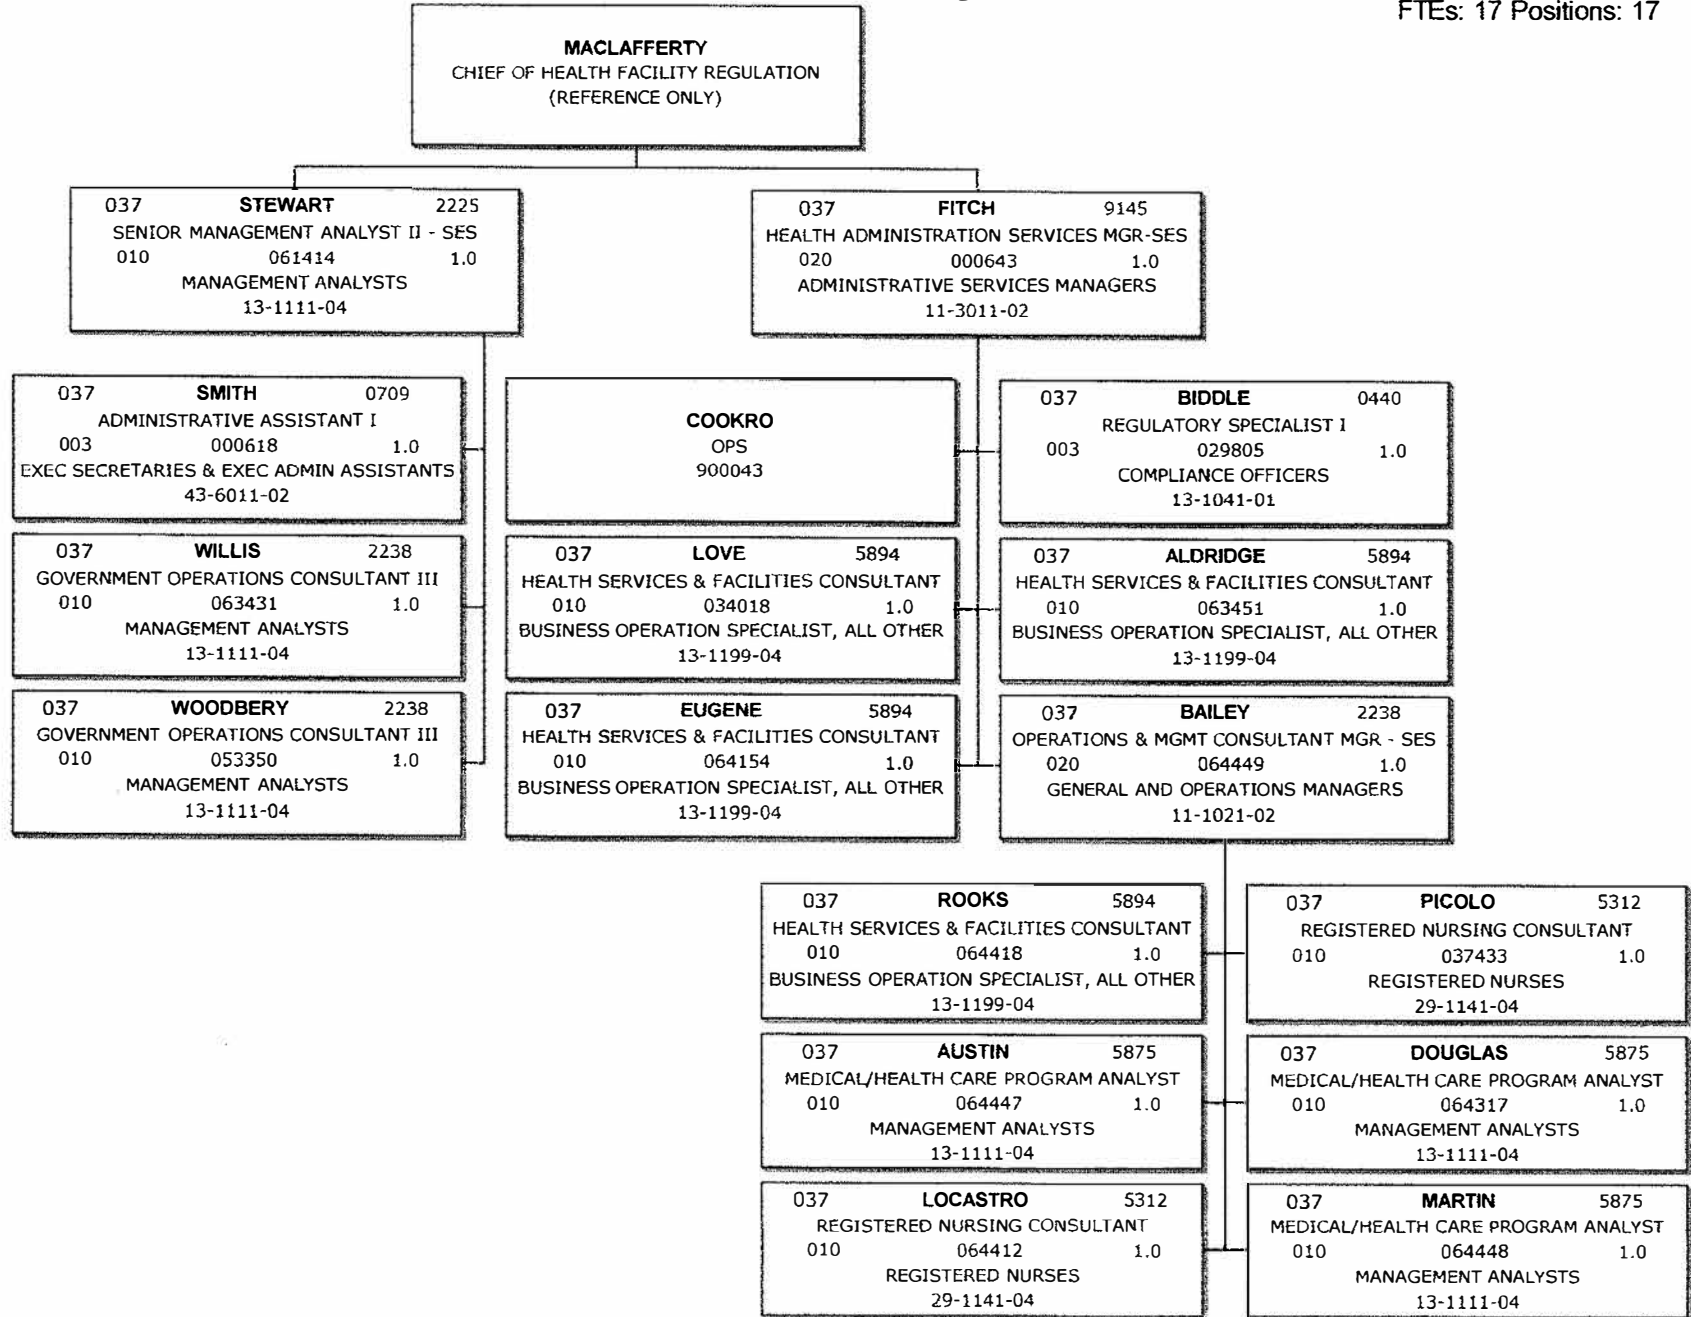 FTEs: 17 Positions: 17
MACLAFFERTY
CHIEF OF HEALTH FACILITY REGULATION
(REFERENCE ONLY)
037 STEWART 2225
SENIOR MANAGEMENT ANALYST II - SES
010 061414 1.0
MANAGEMENT ANALYSTS
13-1111-04
037 FITCH 9145
HEALTH ADMINISTRATION SERVICES MGR-SES
020 000643 1.0
ADMINISTRATIVE SERVICES MANAGERS
11-3011-02
037 SMITH 0709
ADMINISTRATIVE ASSISTANT I
003 000618 1.0
EXEC SECRETARIES & EXEC ADMIN ASSISTANTS
43-6011-02
COOKRO
OPS
900043
037 BIDDLE 0440
REGULATORY SPECIALIST I
003 029805 1.0
COMPLIANCE OFFICERS
13-1041-01
037 WILLIS 2238
GOVERNMENT OPERATIONS CONSULTANT III
010 063431 1.0
MANAGEMENT ANALYSTS
13-1111-04
037 LOVE 5894
HEALTH SERVICES & FACILITIES CONSULTANT
010 034018 1.0
BUSINESS OPERATION SPECIALIST, ALL OTHER
13-1199-04
037 ALDRIDGE 5894
HEALTH SERVICES & FACILITIES CONSULTANT
010 063451 1.0
BUSINESS OPERATION SPECIALIST, ALL OTHER
13-1199-04
037 WOODBERY 2238
GOVERNMENT OPERATIONS CONSULTANT III
010 053350 1.0
MANAGEMENT ANALYSTS
13-1111-04
037 EUGENE 5894
HEALTH SERVICES & FACILITIES CONSULTANT
010 064154 1.0
BUSINESS OPERATION SPECIALIST, ALL OTHER
13-1199-04
037 BAILEY 2238
OPERATIONS & MGMT CONSULTANT MGR - SES
020 064449 1.0
GENERAL AND OPERATIONS MANAGERS
11-1021-02
037 ROOKS 5894
HEALTH SERVICES & FACILITIES CONSULTANT
010 064418 1.0
BUSINESS OPERATION SPECIALIST, ALL OTHER
13-1199-04
037 PICOLO 5312
REGISTERED NURSING CONSULTANT
010 037433 1.0
REGISTERED NURSES
29-1141-04
037 AUSTIN 5875
MEDICAL/HEALTH CARE PROGRAM ANALYST
010 064447 1.0
MANAGEMENT ANALYSTS
13-1111-04
037 DOUGLAS 5875
MEDICAL/HEALTH CARE PROGRAM ANALYST
010 064317 1.0
MANAGEMENT ANALYSTS
13-1111-04
037 LOCASTRO 5312
REGISTERED NURSING CONSULTANT
010 064412 1.0
REGISTERED NURSES
29-1141-04
037 MARTIN 5875
MEDICAL/HEALTH CARE PROGRAM ANALYST
010 064448 1.0
MANAGEMENT ANALYSTS
13-1111-04